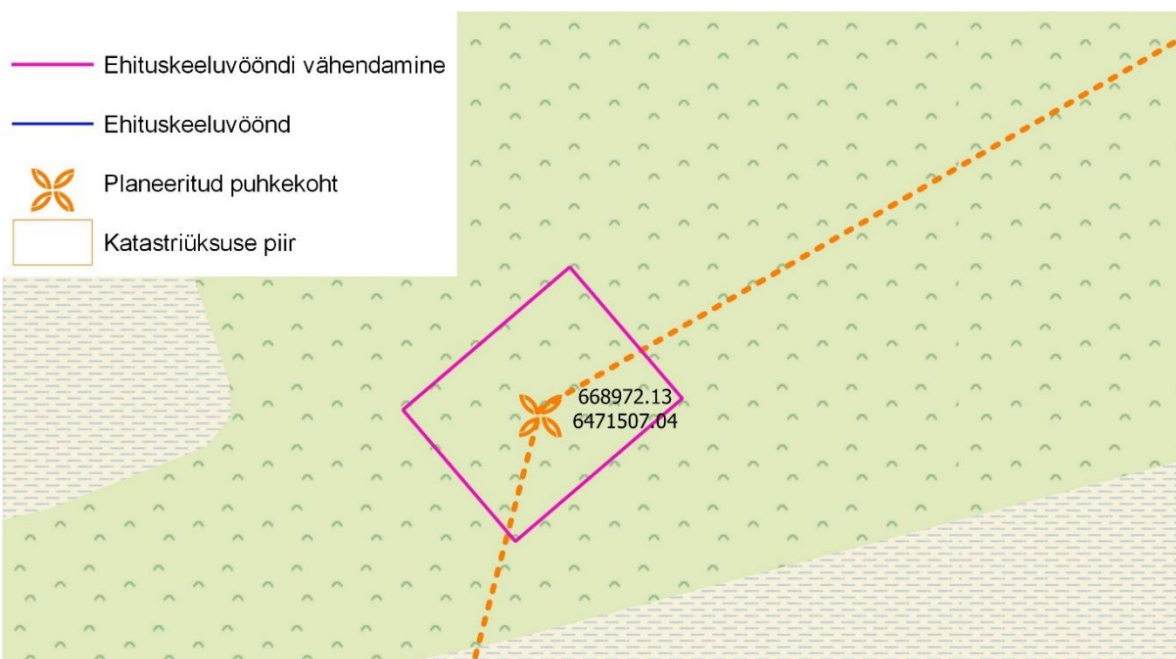 Ehituskeeluvööndi vähendamine
Ehituskeeluvöönd
Planeeritud puhkekoht
Katastriüksuse piir
668972.13
6471507.04